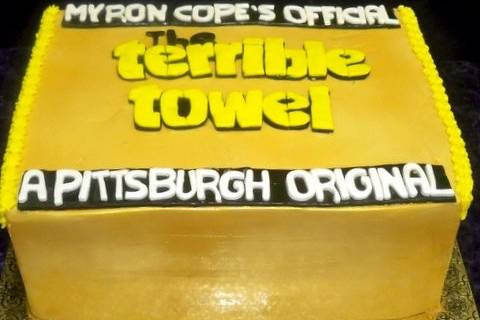 MYRON COPE'S OFFICIAL
The
terrible
towel
A PITTSBURGH ORIGINAL